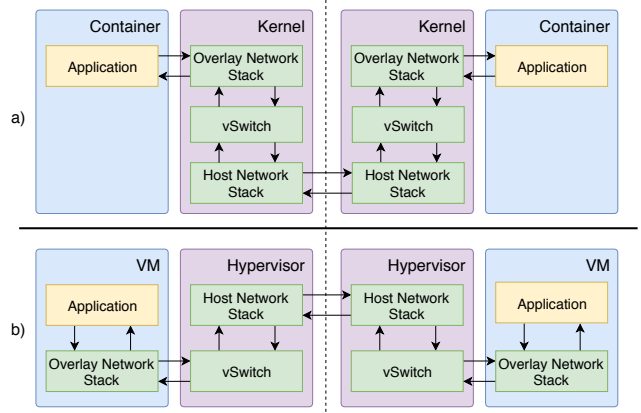 Container
Kernel
Kernel
Container
Application
Overlay Network
Stack
Overlay Network
Stack
Application
a)
vSwitch
vSwitch
Host Network
Stack
Host Network
Stack
VM
Hypervisor
Hypervisor
VM
Application
Host Network
Stack
Host Network
Stack
Application
b)
Overlay Network
Stack
vSwitch
vSwitch
Overlay Network
Stack